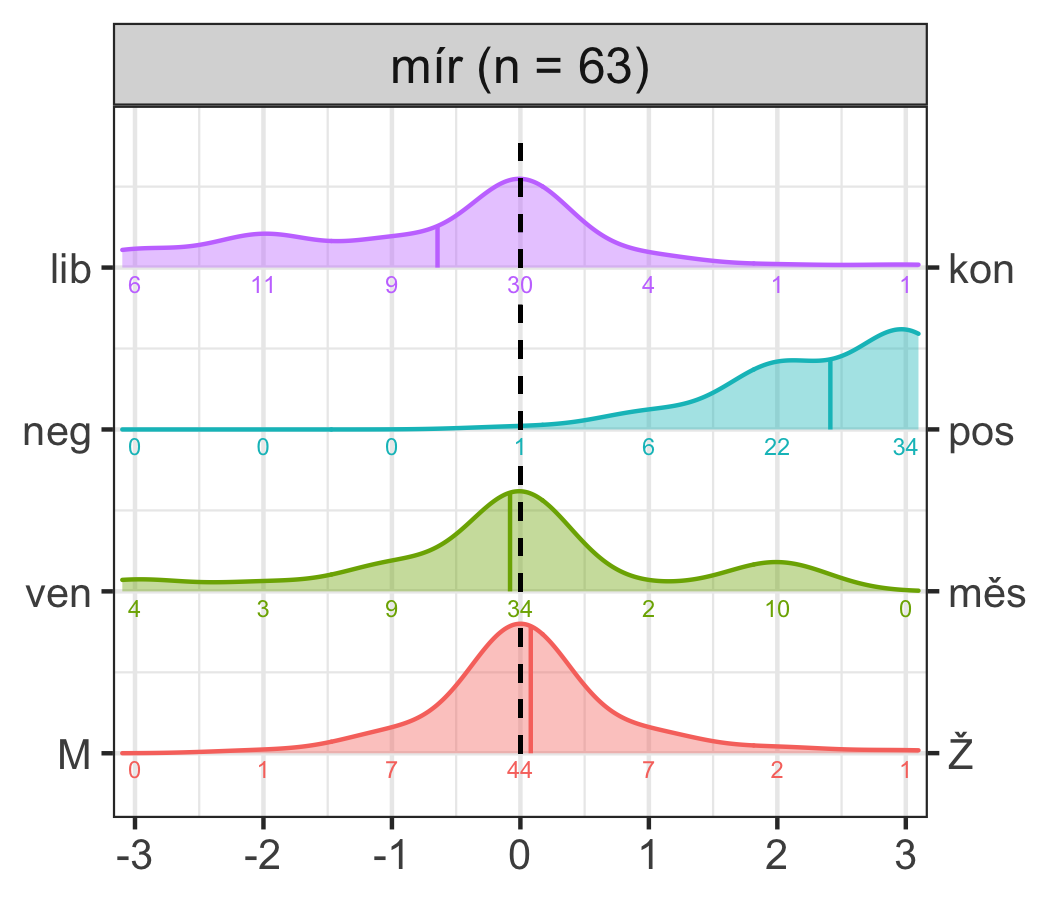 mír (n = 63)
lib kon
6 11 9 30 4 1 1
neg pos
0 0 0 1 6 22 34
ven měs
4 3 9 34 2 10 0
M Ž
0 1 7 44 7 2 1
-3 -2 -1 0 1 2 3